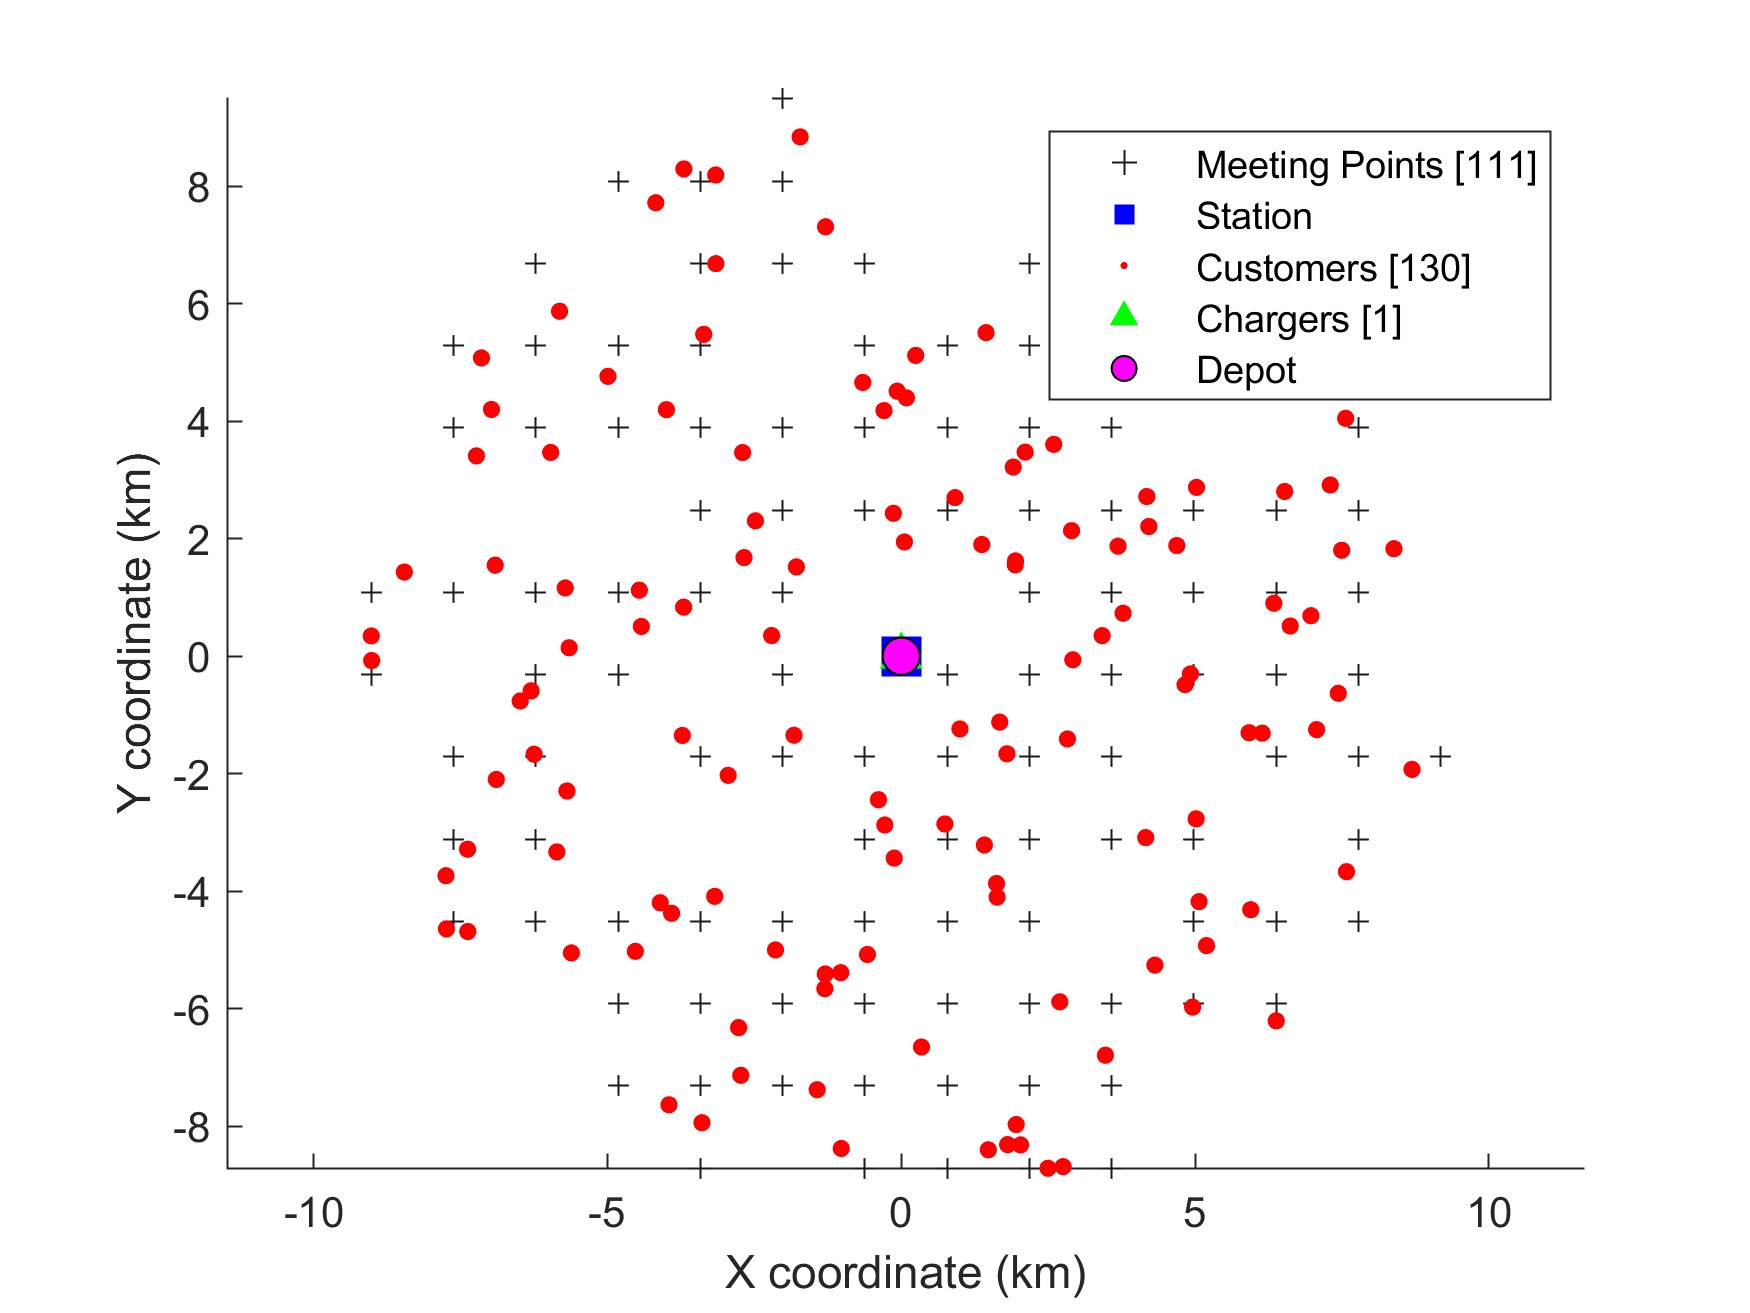 8
6
4
2
0
-2
-4
-6
-8
Y coordinate (km)
-10
-5
0
5
10
X coordinate (km)
Meeting Points [111]
Station
Customers [130]
Chargers [1]
Depot